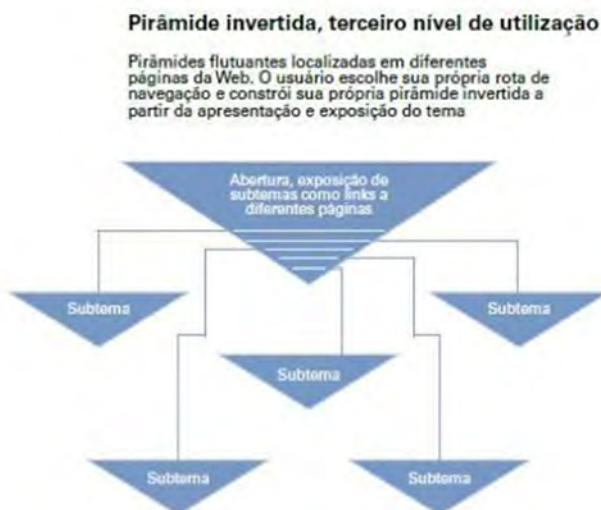 Pirâmide invertida, terceiro nível de utilização
Pirâmides flutuantes localizadas em diferentes
páginas da Web. O usuário escolhe sua própria rota de
navegação e constrói sua própria pirâmide invertida a
partir da apresentação e exposição do tema
Abertura, exposição de
subtemas como links a
diferentes páginas
Subtema
Subtema
Subtema
Subtema
Subtema